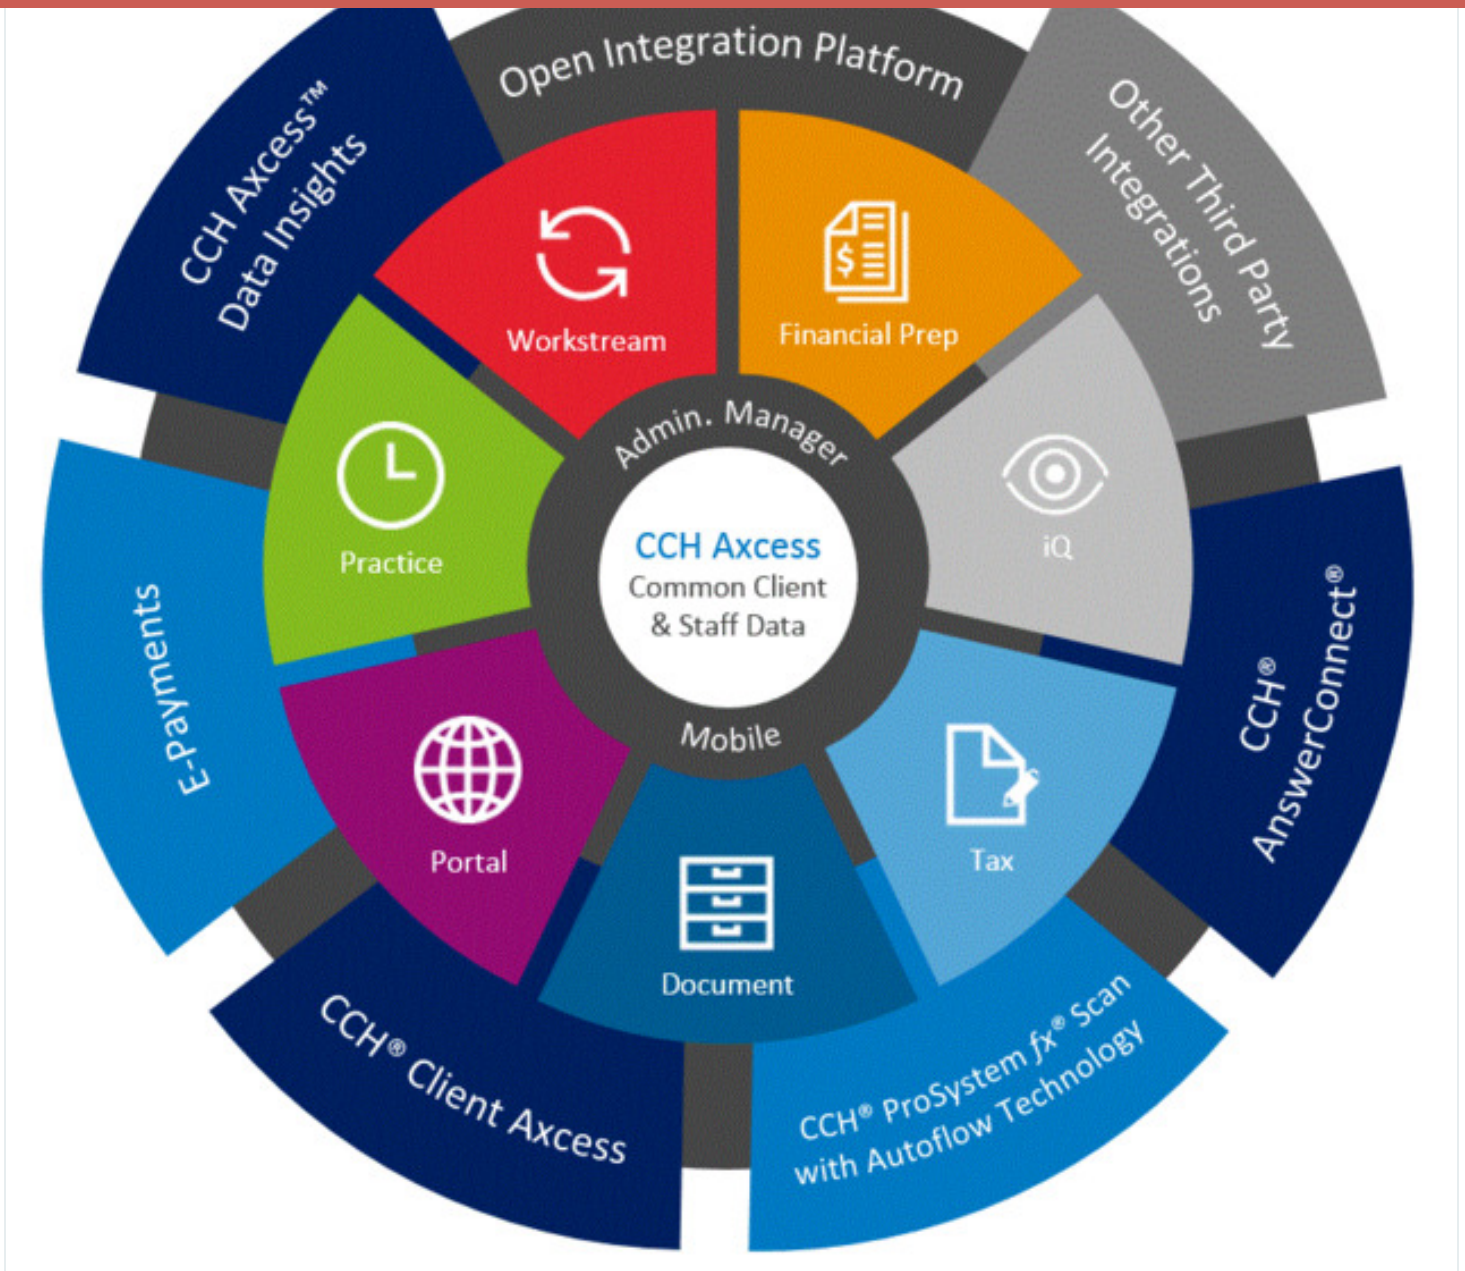 Open Integration Platform
CCH Axcess™
Data Insights
Other Third Party
Integrations
Workstream
Financial Prep
Admin. Manager
Practice
iQ
CCH Axcess
Common Client
& Staff Data
E-Payments
CCH®
AnswerConnect®
Mobile
Portal
Tax
Document
CCH® Client Axcess
CCH® ProSystem fx® Scan
with Autoflow Technology
$